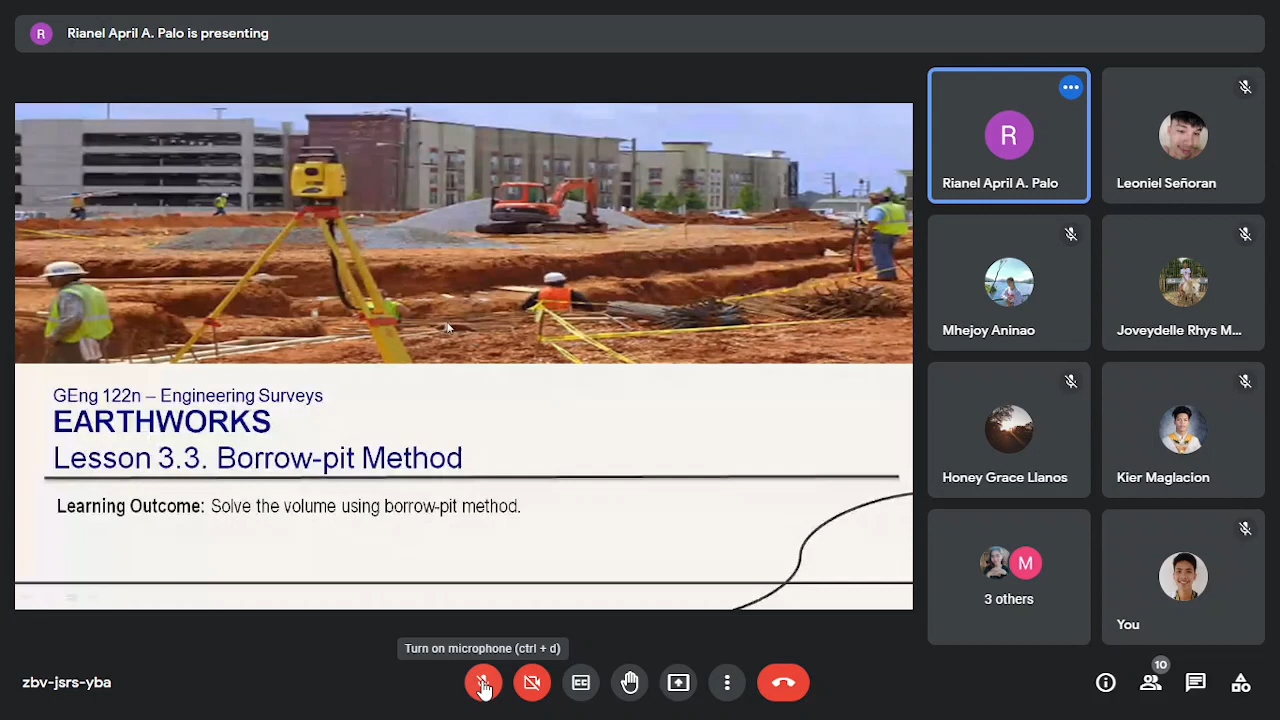 R
Rianel April A. Palo is presenting
R
Rianel April A. Palo
Leoniel Señoran
Mhejoy Aninao
Joveydelle Rhys M...
GEng 122n – Engineering Surveys
EARTHWORKS
Lesson 3.3. Borrow-pit Method
Learning Outcome: Solve the volume using borrow-pit method.
Honey Grace Llanos
Kier Maglacion
M
3 others
You
Turn on microphone (ctrl + d)
zbv-jsrs-yba
CC
10